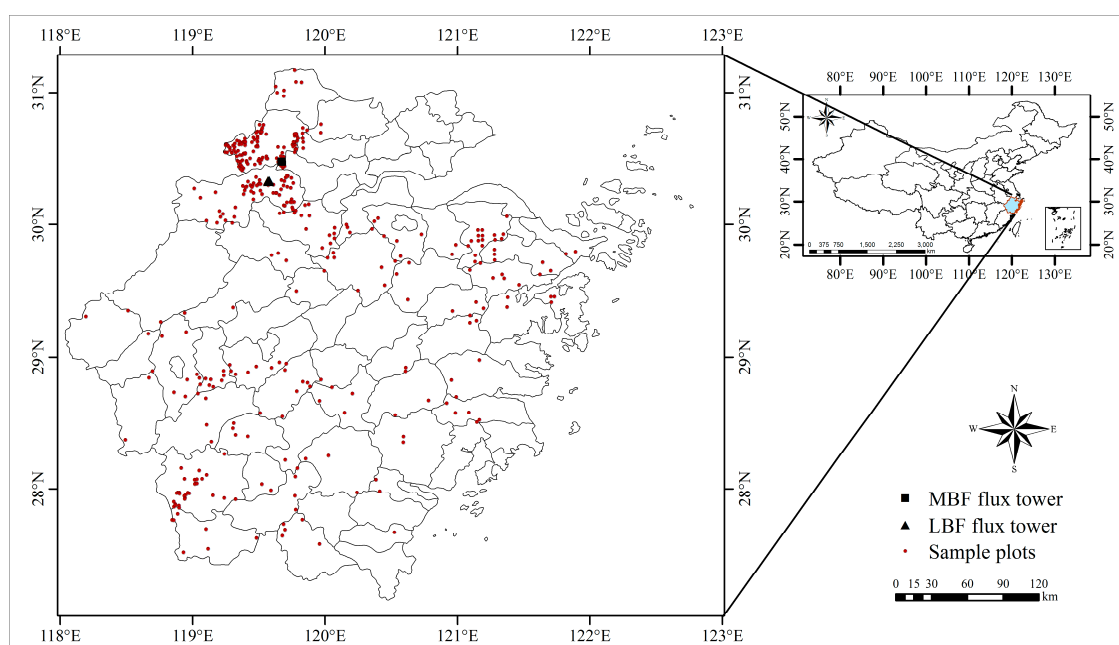 118°E 119°E 120°E 121°E 122°E 123°E
31°N
30°N
29°N
28°N
118°E 119°E 120°E 121°E 122°E 123°E
31°N
30°N
29°N
28°N
80°E 90°E 100°E 110°E 120°E 130°E
50°N
40°N
30°N
20°N
50°N
40°N
30°N
20°N
0 375 750 1,500 2,250 3,000
km
80°E 90°E 100°E 110°E 120°E 130°E
N
W E
S
MBF flux tower
LBF flux tower
Sample plots
0 15 30 60 90 120
km